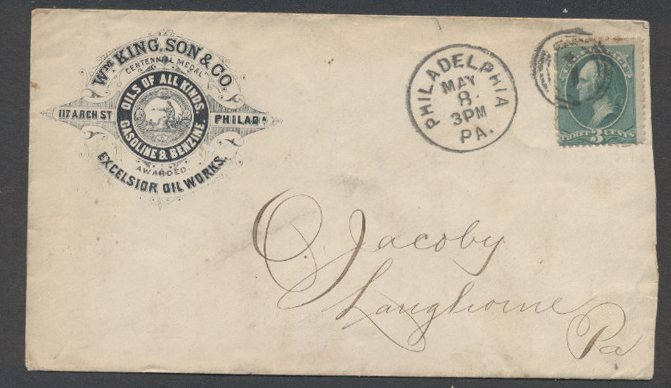 Wm KING, SON & CO.
CENTENNIAL MEDAL
OILS OF ALL KINDS.
117 ARCH ST
PHILADA
GASOLINE & BENZINE.
AWARDED
EXCELSIOR OIL WORKS.
PHILADELPHIA
MAY
8.
3PM
PA.
THREE 3 CENTS
Jacoby
Langhorne
Pa